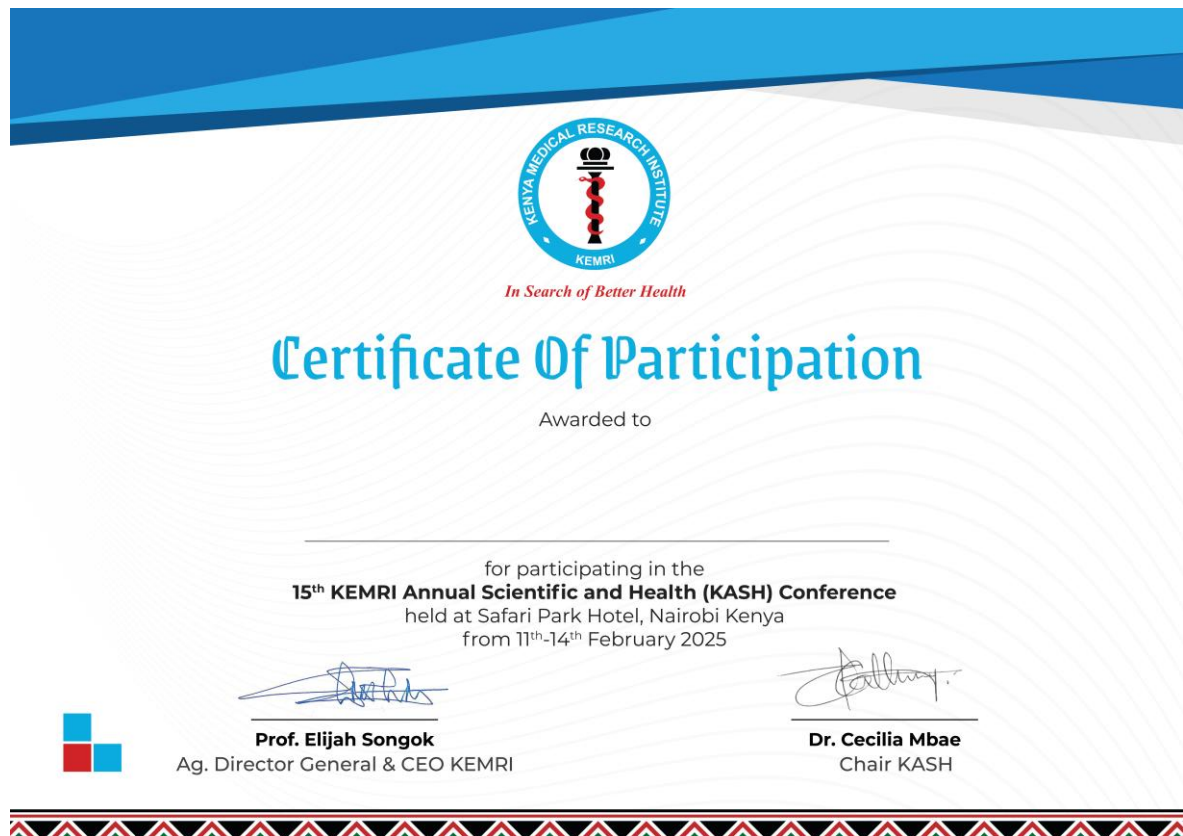 KENYA MEDICAL RESEARCH INSTITUTE
KEMRI
In Search of Better Health
Certificate Of Participation
Awarded to
for participating in the
15th KEMRI Annual Scientific and Health (KASH) Conference
held at Safari Park Hotel, Nairobi Kenya
from 11th-14th February 2025
Prof. Elijah Songok
Ag. Director General & CEO KEMRI
Dr. Cecilia Mbae
Chair KASH